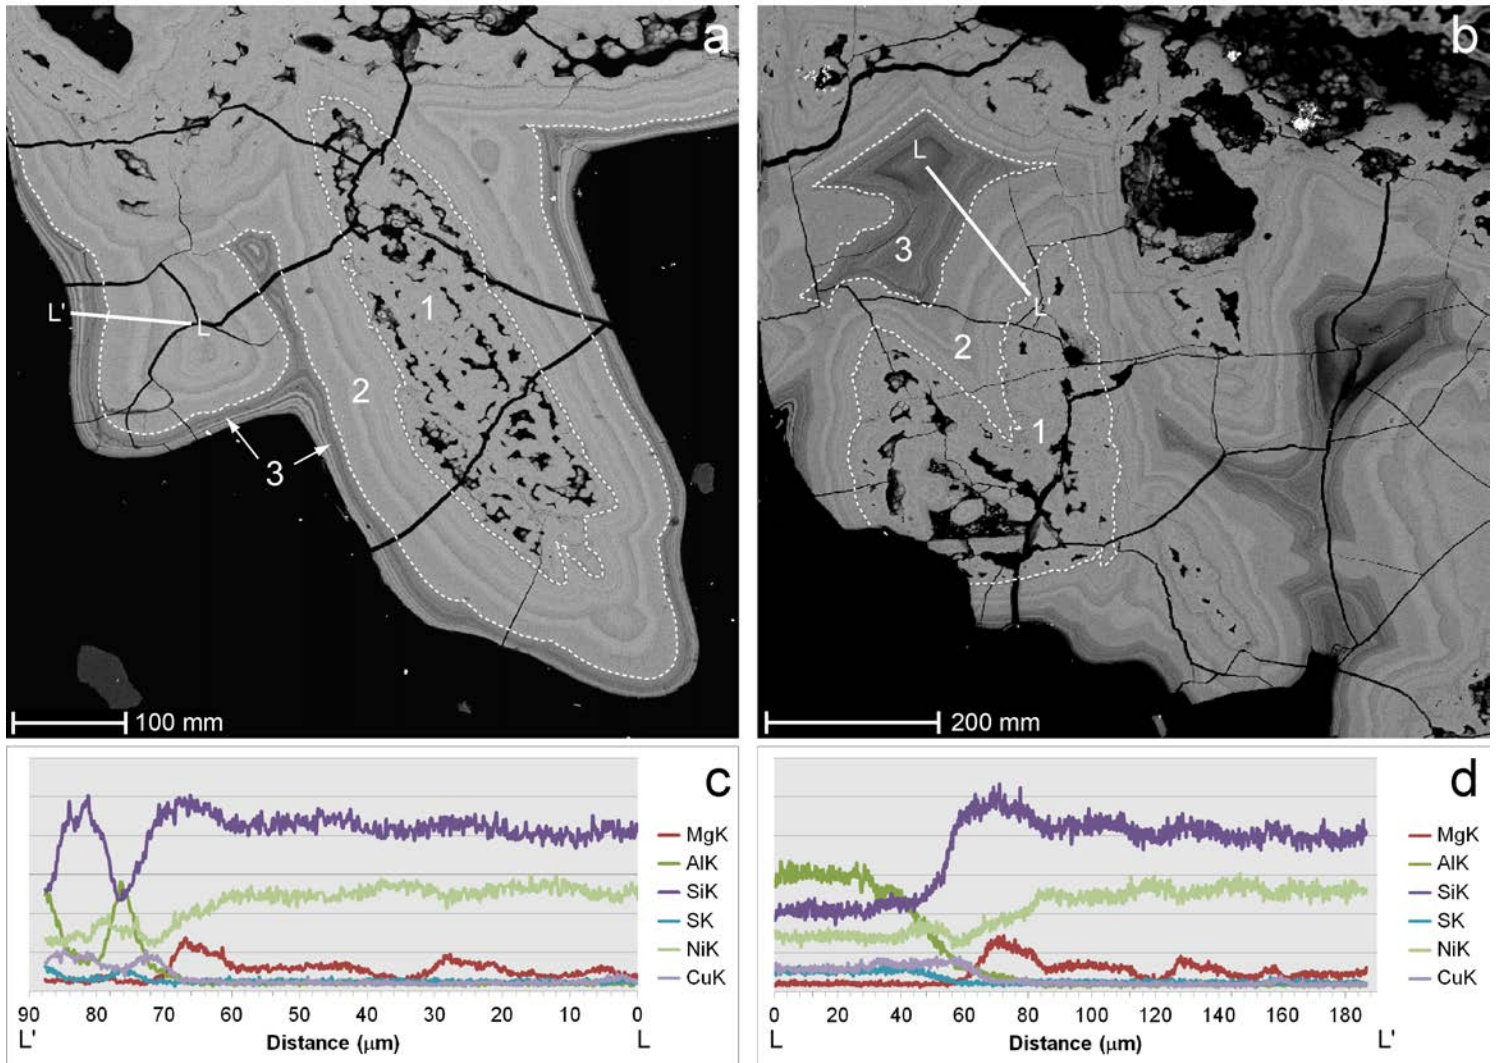 a
L'
L
1
2
3
100 mm
b
L
3
L
2
1
200 mm
c
MgK
AlK
SiK
SK
NiK
CuK
90 80 70 60 50 40 30 20 10 0
L' Distance (μm) L
d
MgK
AlK
SiK
SK
NiK
CuK
0 20 40 60 80 100 120 140 160 180
L Distance (μm) L'